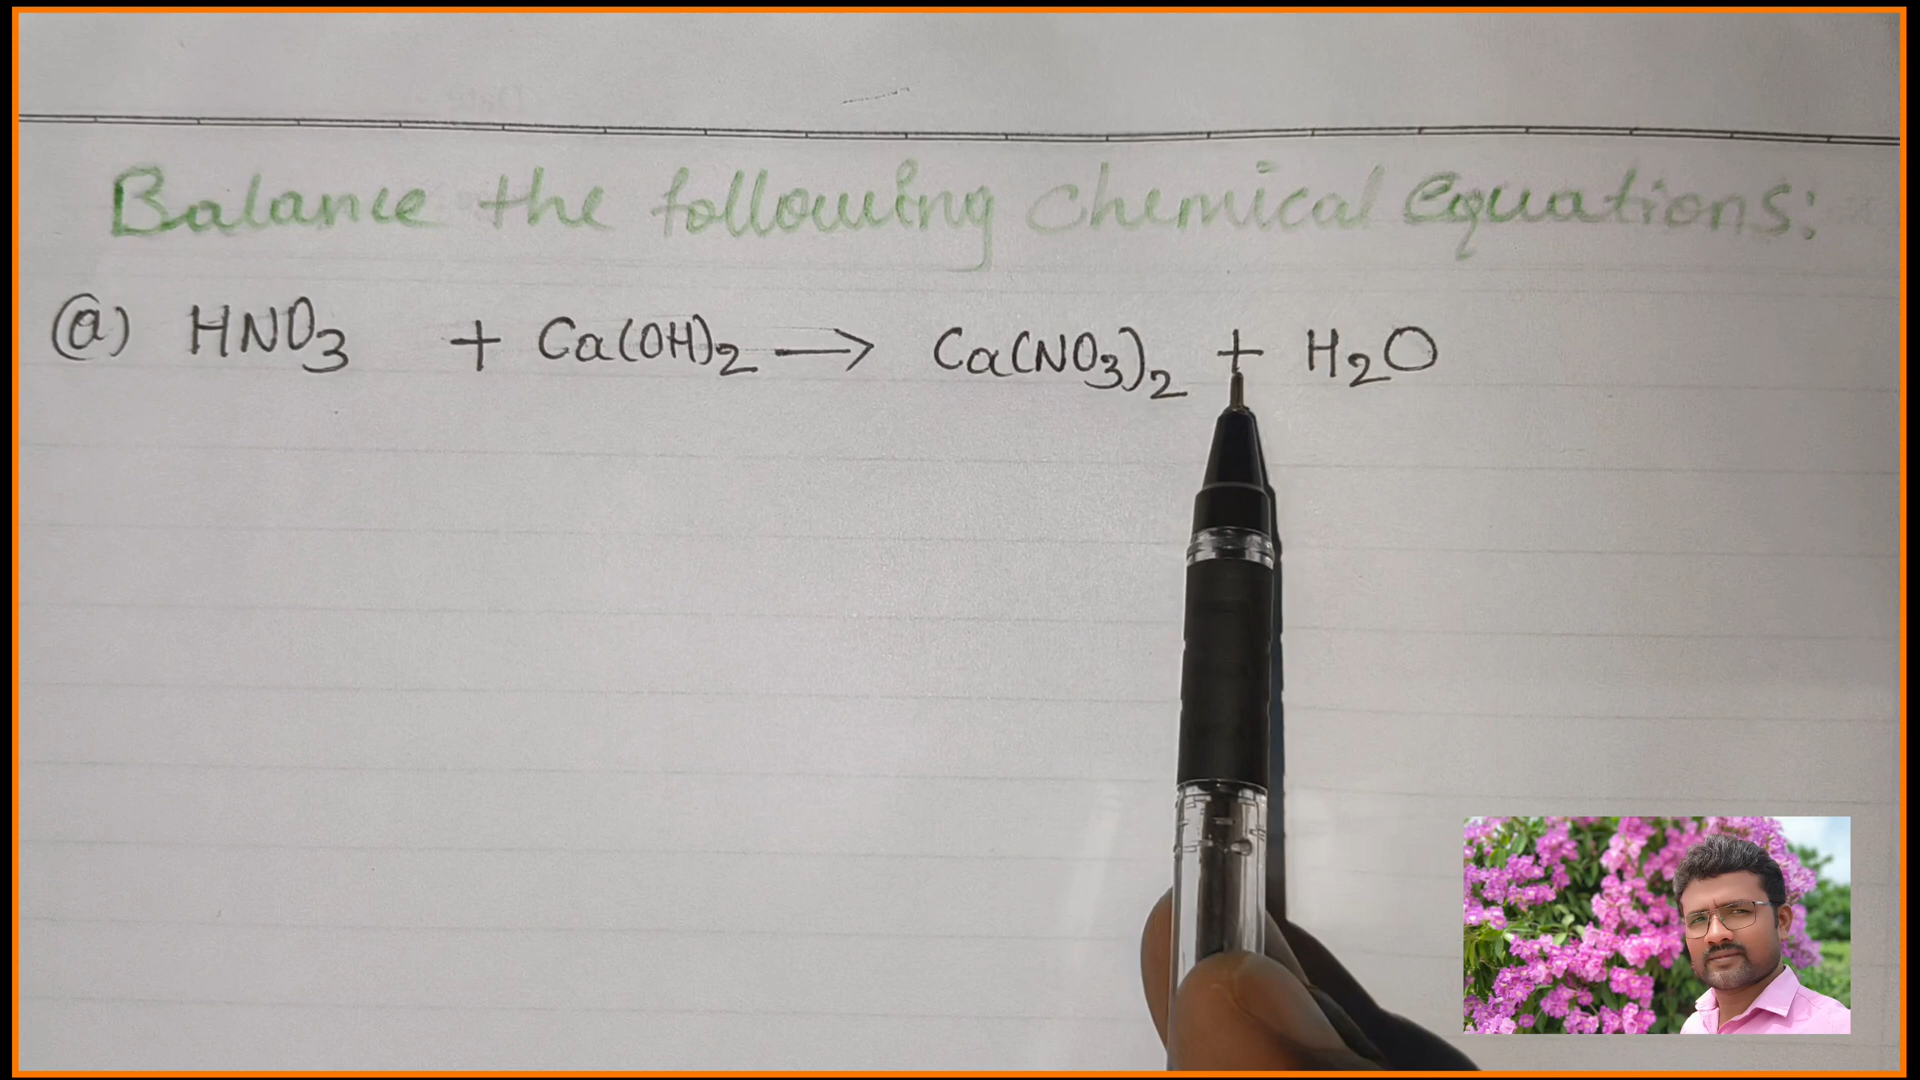 Balance the following chemical equations:
(a) HNO3 + Ca(OH)2 → Ca(NO3)2 + H2O